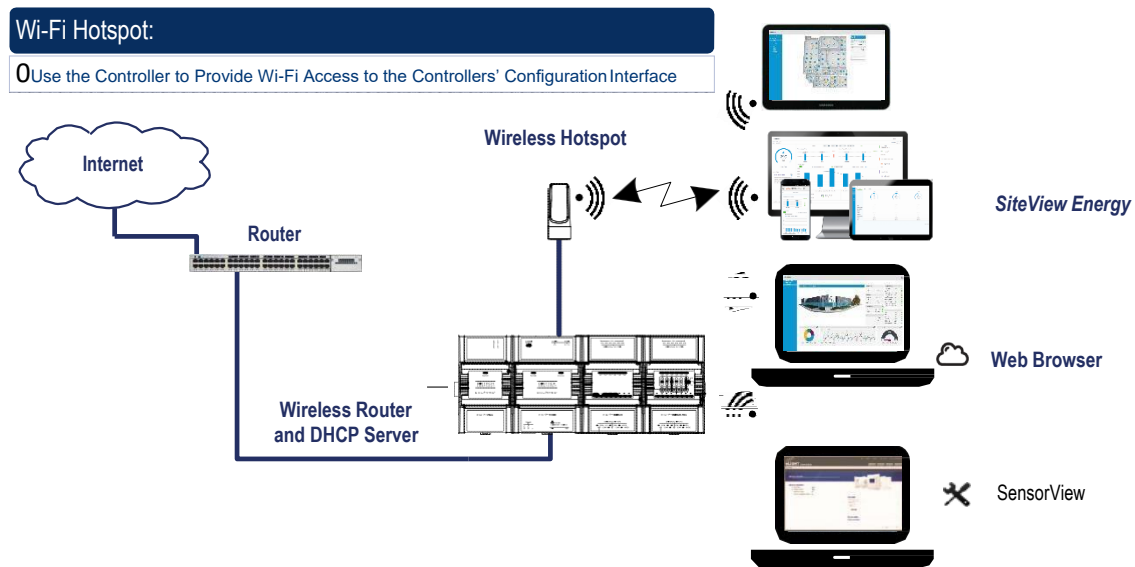 Wi-Fi Hotspot:
0Use the Controller to Provide Wi-Fi Access to the Controllers' Configuration Interface
Wireless Hotspot
Internet
SiteView Energy
Router
Web Browser
Wireless Router
and DHCP Server
SensorView